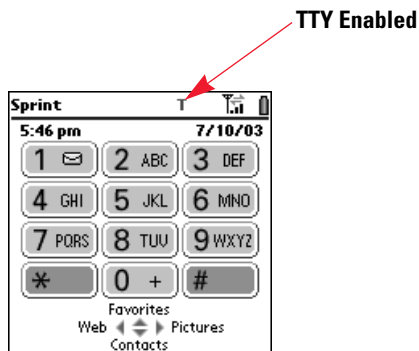 TTY Enabled
Sprint T
5:46 pm 7/10/03
1 2 ABC 3 DEF
4 GHI 5 JKL 6 MNO
7 PQRS 8 TUV 9 WXYZ
* 0 + #
Favorites
Web Pictures
Contacts